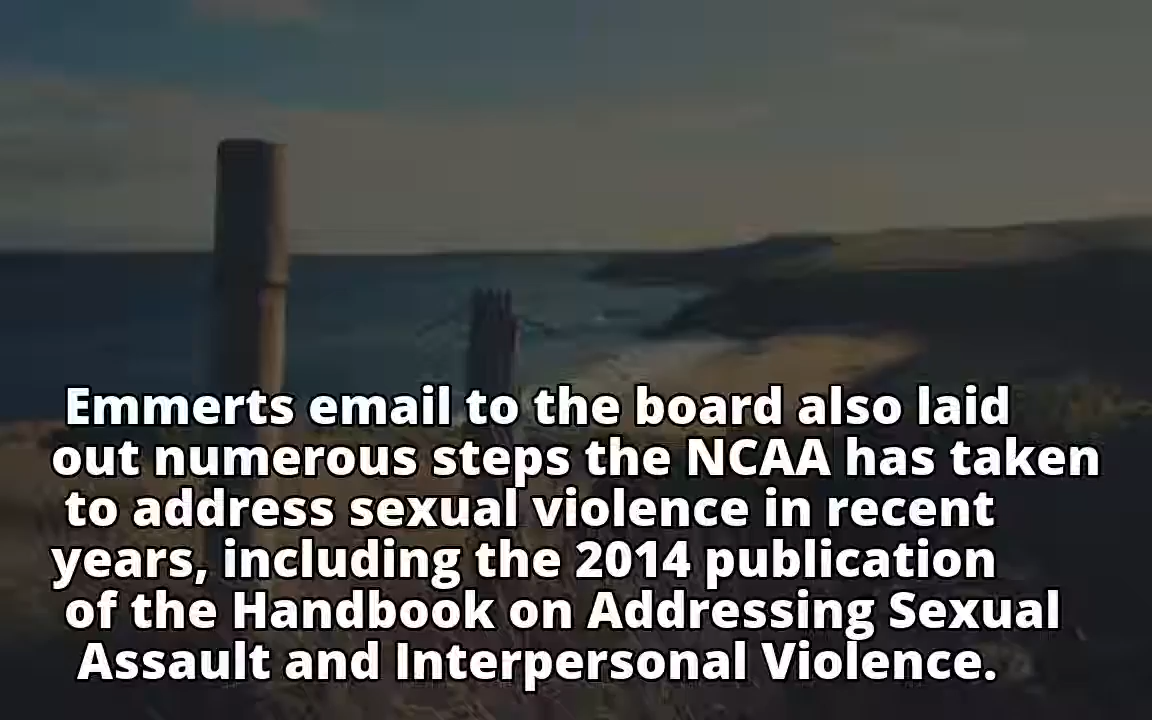 Emmerts email to the board also laid
out numerous steps the NCAA has taken
to address sexual violence in recent
years, including the 2014 publication
of the Handbook on Addressing Sexual
Assault and Interpersonal Violence.